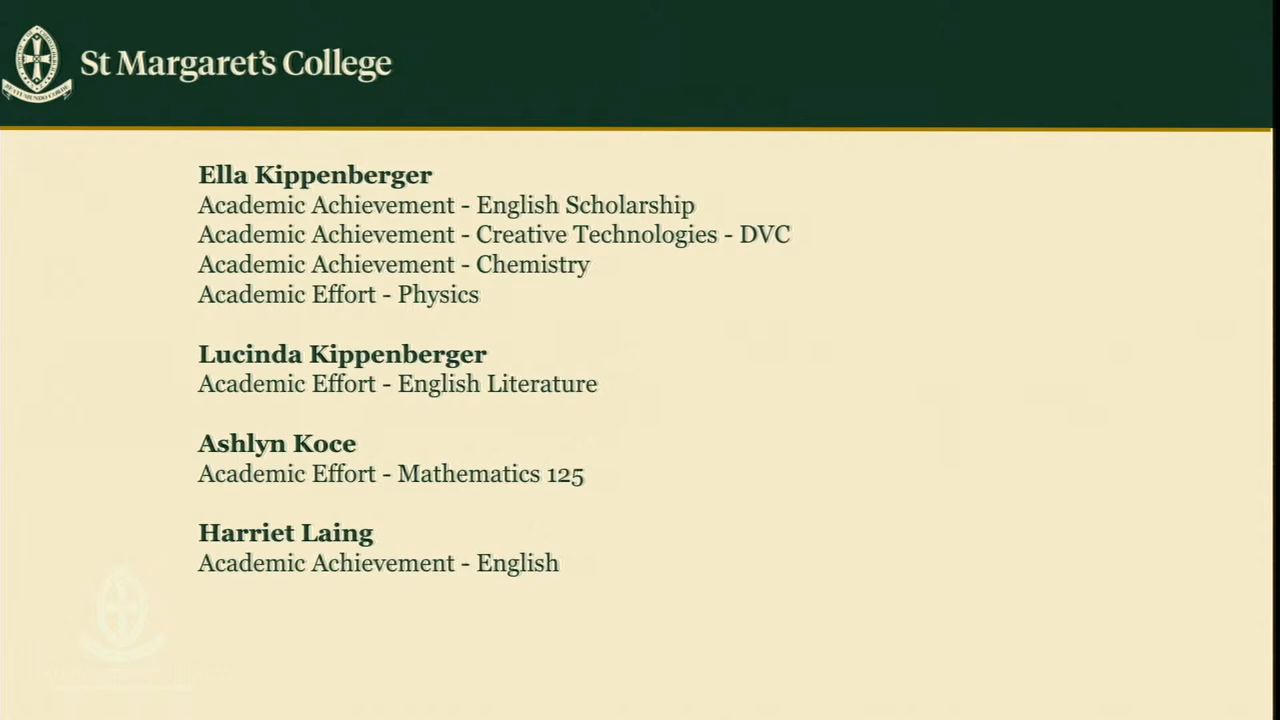 St Margaret's College
Ella Kippenberger
Academic Achievement - English Scholarship
Academic Achievement - Creative Technologies - DVC
Academic Achievement - Chemistry
Academic Effort - Physics
Lucinda Kippenberger
Academic Effort - English Literature
Ashlyn Koce
Academic Effort - Mathematics 125
Harriet Laing
Academic Achievement - English